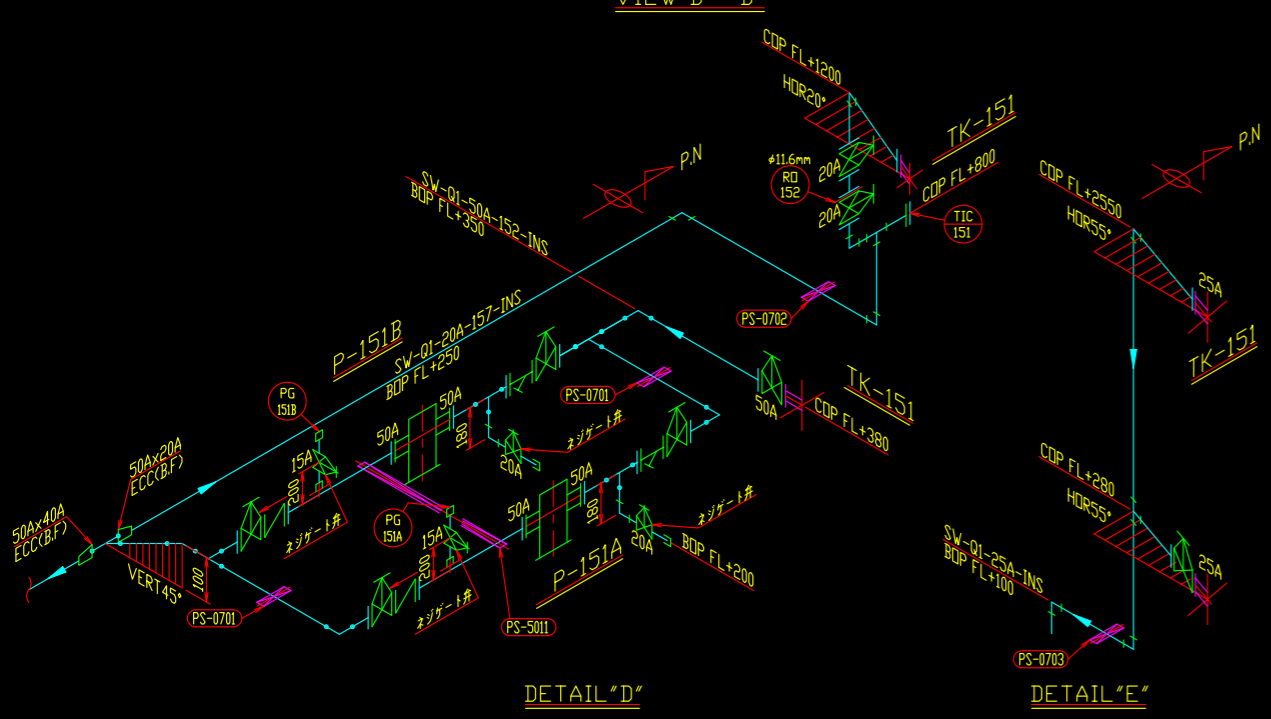 VIEW"B"-"B"
COP FL+1200
HOR20°
TK-151
P.N
φ11.6mm
RO
152
20A
20A
COP FL+800
TIC
151
P.N
COP FL+2550
HOR55°
25A
TK-151
SW-Q1-50A-152-INS
BOP FL+350
PS-0702
P-151B
SW-Q1-20A-157-INS
BOP FL+250
PG
151B
50A
50A
PS-0701
TK-151
50A
COP FL+380
180
ネジゲート弁
20A
50Ax20A
ECC(B.F)
15A
200
ネジゲート弁
50Ax40A
ECC(B.F)
PG
151A
15A
50A
50A
180
ネジゲート弁
20A
BOP FL+200
P-151A
VERT45°
100
PS-0701
200
ネジゲート弁
PS-5011
COP FL+280
HOR55°
25A
SW-Q1-25A-INS
BOP FL+100
PS-0703
DETAIL"D"
DETAIL"E"